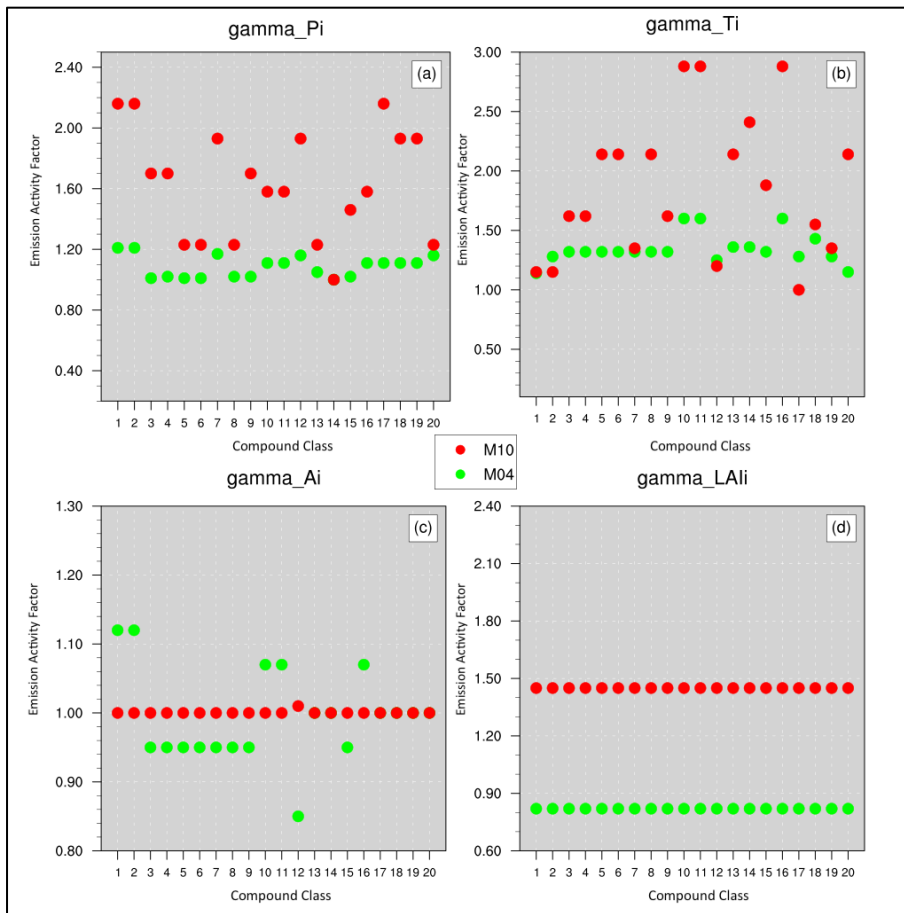 gamma_Pi
(a)
Emission Activity Factor
2.40
2.00
1.60
1.20
0.80
0.40
1 2 3 4 5 6 7 8 9 10 11 12 13 14 15 16 17 18 19 20
Compound Class
gamma_Ti
(b)
Emission Activity Factor
3.00
2.50
2.00
1.50
1.00
0.50
1 2 3 4 5 6 7 8 9 10 11 12 13 14 15 16 17 18 19 20
Compound Class
M10
M04
gamma_Ai
(c)
Emission Activity Factor
1.30
1.20
1.10
1.00
0.90
0.80
1 2 3 4 5 6 7 8 9 10 11 12 13 14 15 16 17 18 19 20
Compound Class
gamma_LAIi
(d)
Emission Activity Factor
2.40
2.10
1.80
1.50
1.20
0.90
0.60
1 2 3 4 5 6 7 8 9 10 11 12 13 14 15 16 17 18 19 20
Compound Class